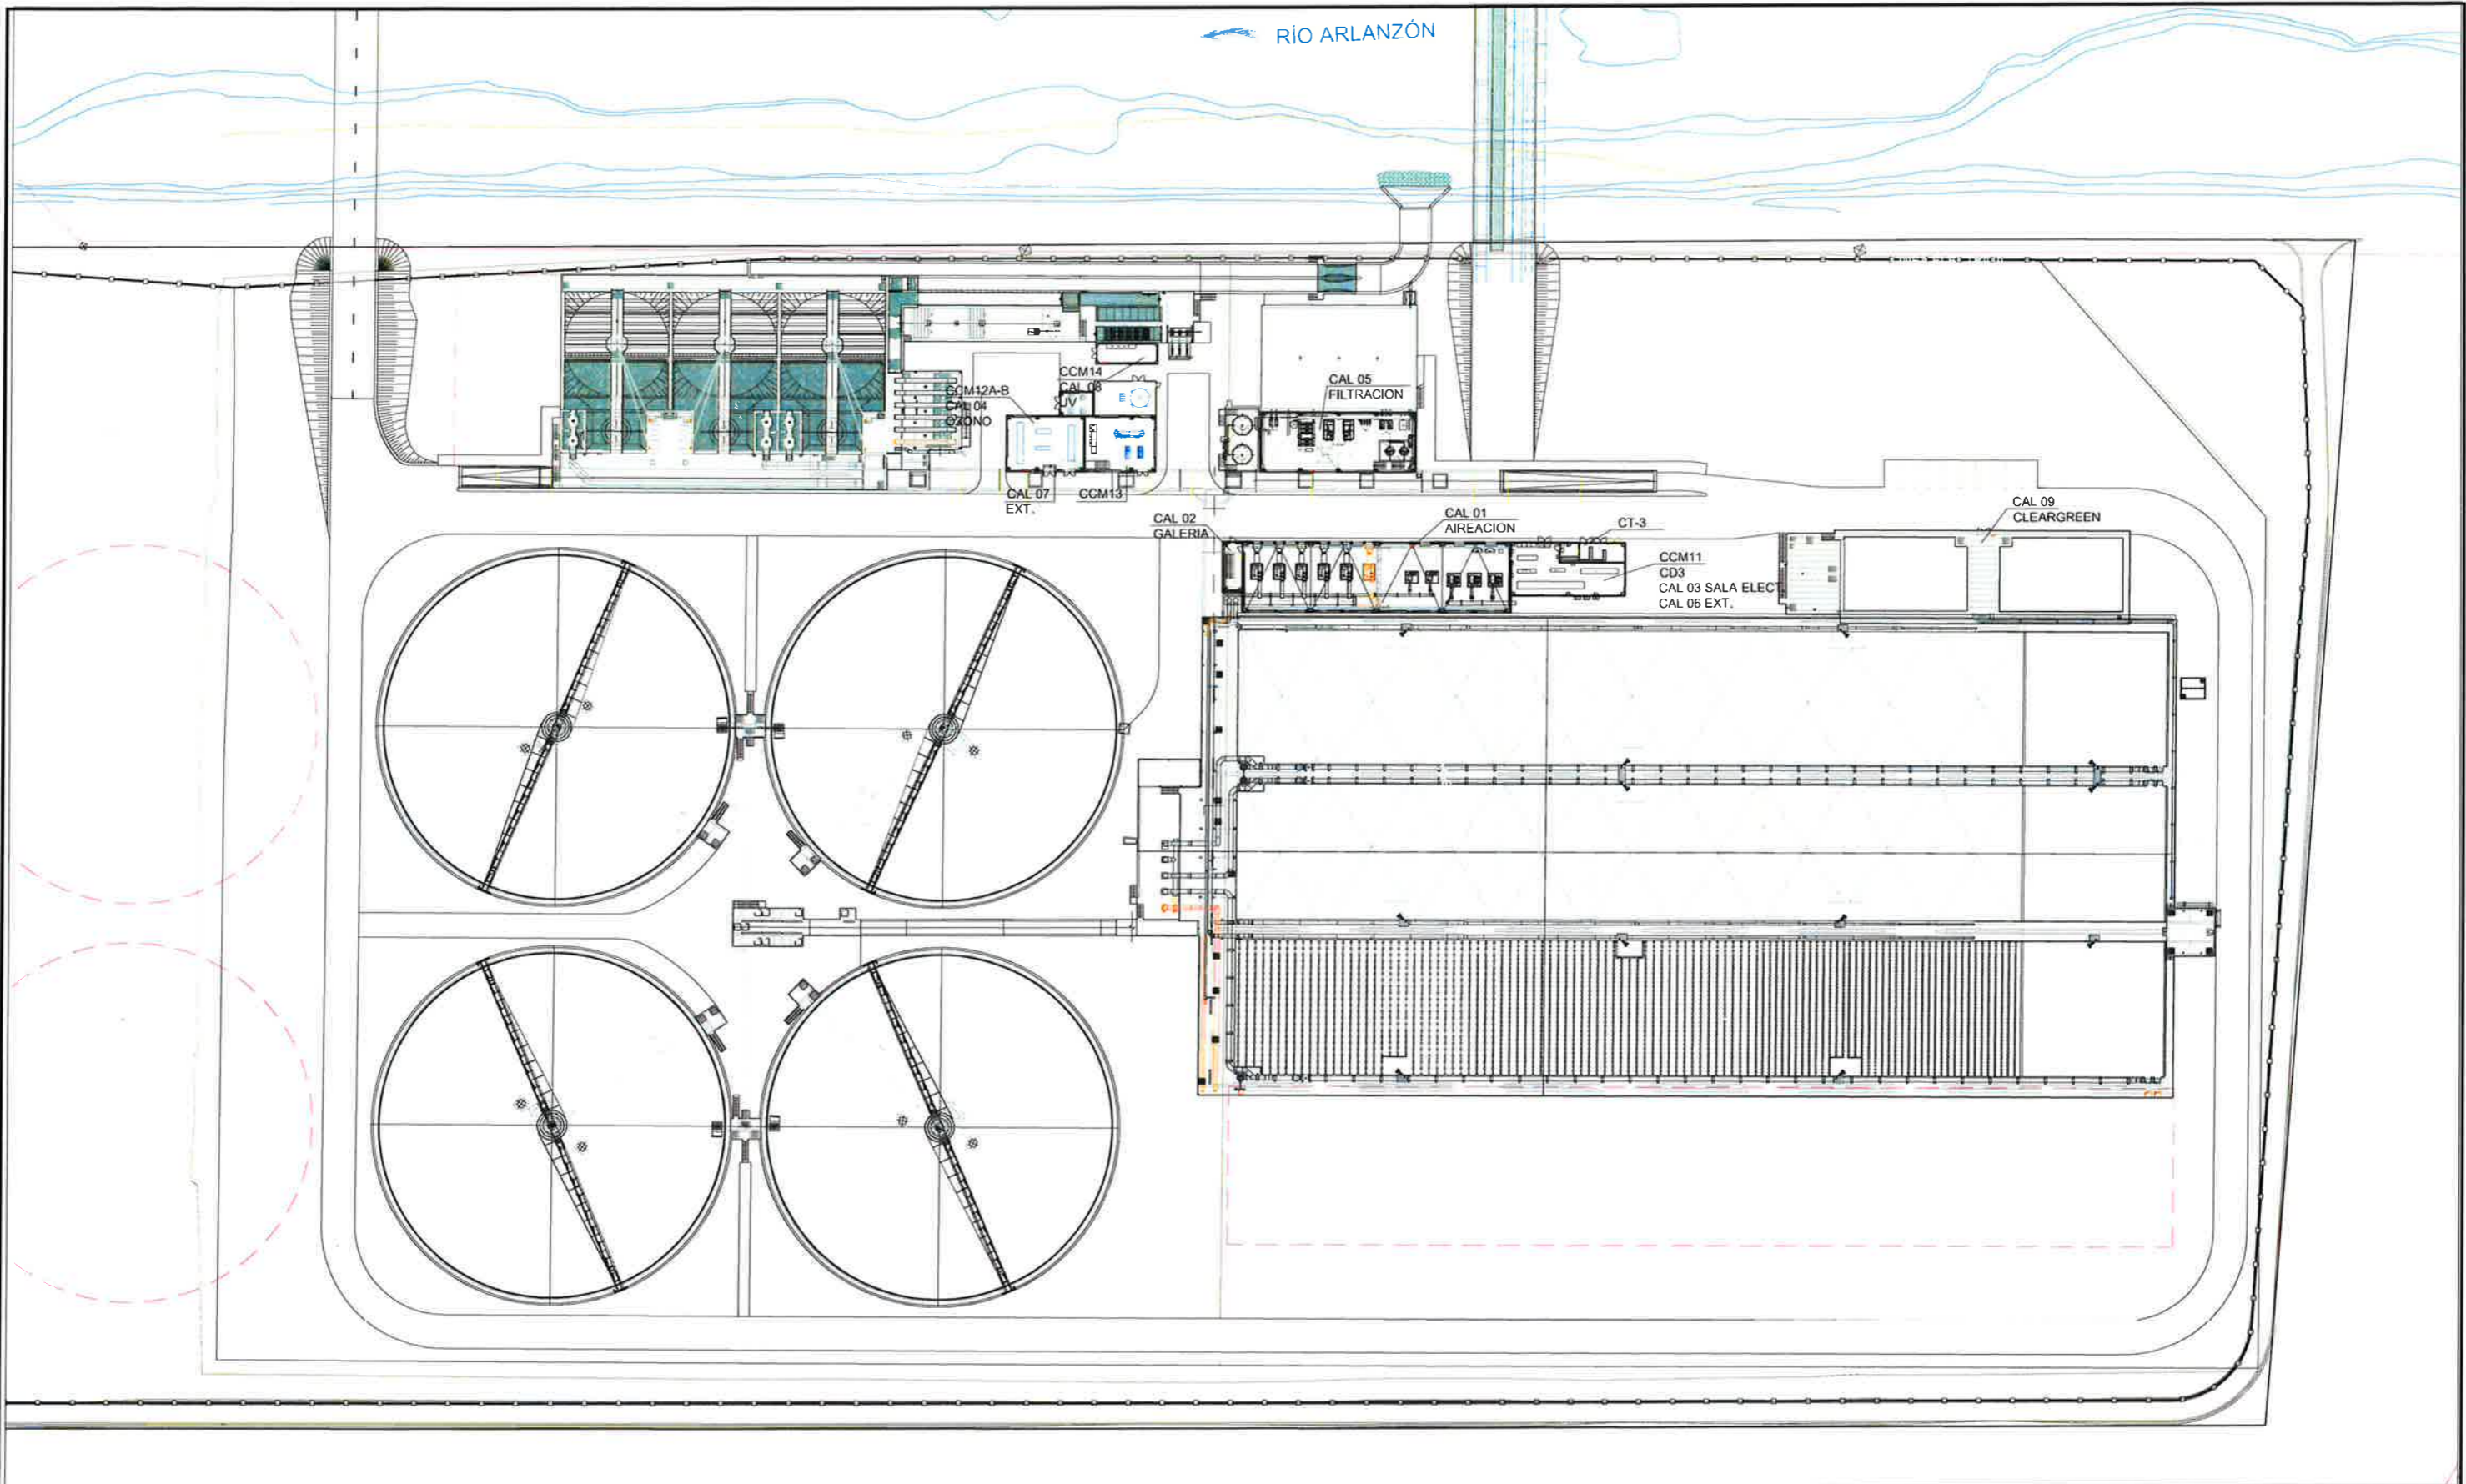 RÍO ARLANZÓN
CCM14
CAL 08
UV
CCM12A-B
CAL 04
OZONO
CAL 05
FILTRACION
CAL 07
EXT.
CCM13
CAL 02
GALERIA
CAL 01
AIREACION
CT-3
CCM11
CD3
CAL 03 SALA ELECT
CAL 06 EXT.
CAL 09
CLEARGREEN